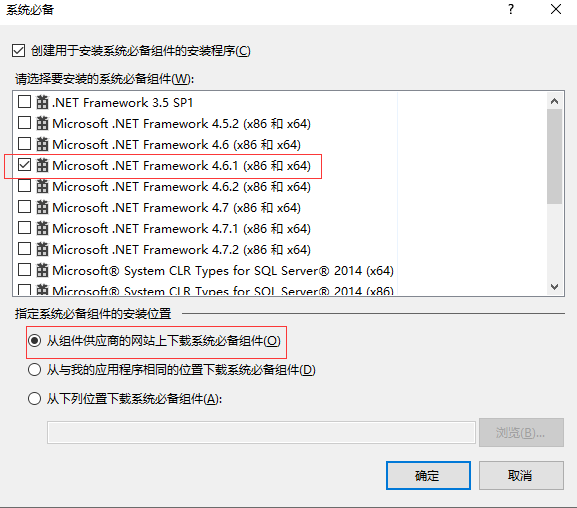 系统必备
?
创建用于安装系统必备组件的安装程序(C)
请选择要安装的系统必备组件(W):
.NET Framework 3.5 SP1
Microsoft .NET Framework 4.5.2 (x86 和 x64)
Microsoft .NET Framework 4.6 (x86 和 x64)
Microsoft .NET Framework 4.6.1 (x86 和 x64)
Microsoft .NET Framework 4.6.2 (x86 和 x64)
Microsoft .NET Framework 4.7 (x86 和 x64)
Microsoft .NET Framework 4.7.1 (x86 和 x64)
Microsoft .NET Framework 4.7.2 (x86 和 x64)
Microsoft® System CLR Types for SQL Server® 2014 (x64)
Microsoft® System CLR Types for SQL Server® 2014 (x86)
指定系统必备组件的安装位置
从组件供应商的网站上下载系统必备组件(O)
从与我的应用程序相同的位置下载系统必备组件(D)
从下列位置下载系统必备组件(A):
浏览(B)...
确定
取消